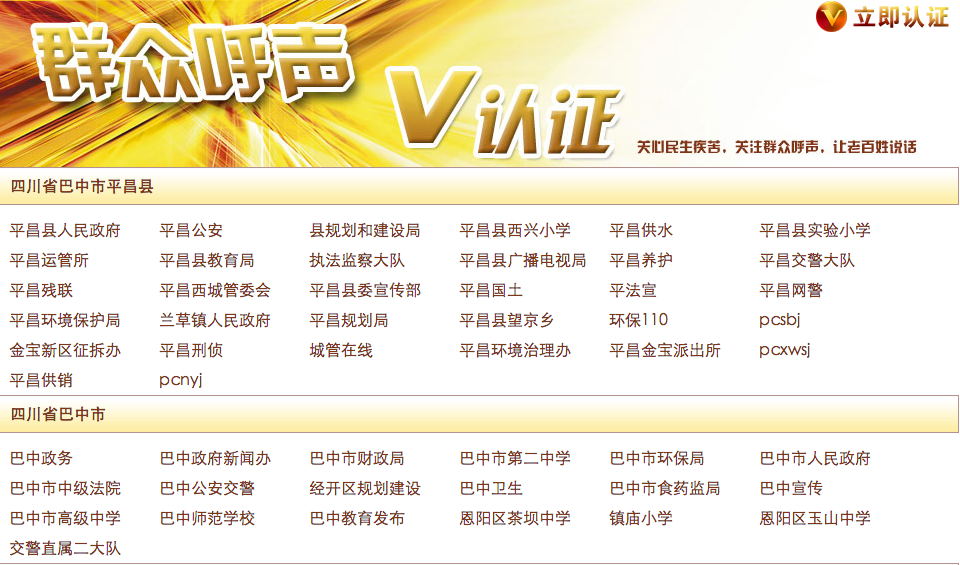 立即认证
群众呼声
V认证
关心民生疾苦，关注群众呼声，让老百姓说话
四川省巴中市平昌县
平昌县人民政府 平昌公安 县规划和建设局 平昌县西兴小学 平昌供水 平昌县实验小学
平昌运管所 平昌县教育局 执法监察大队 平昌县广播电视局 平昌养护 平昌交警大队
平昌残联 平昌西城管委会 平昌县委宣传部 平昌国土 平法宣 平昌网警
平昌环境保护局 兰草镇人民政府 平昌规划局 平昌县望京乡 环保110 pcsbj
金宝新区征拆办 平昌刑侦 城管在线 平昌环境治理办 平昌金宝派出所 pcxwsj
平昌供销 pcnyj
四川省巴中市
巴中政务 巴中政府新闻办 巴中市财政局 巴中市第二中学 巴中市环保局 巴中市人民政府
巴中市中级法院 巴中公安交警 经开区规划建设 巴中卫生 巴中市食药监局 巴中宣传
巴中市高级中学 巴中师范学校 巴中教育发布 恩阳区茶坝中学 镇庙小学 恩阳区玉山中学
交警直属二大队